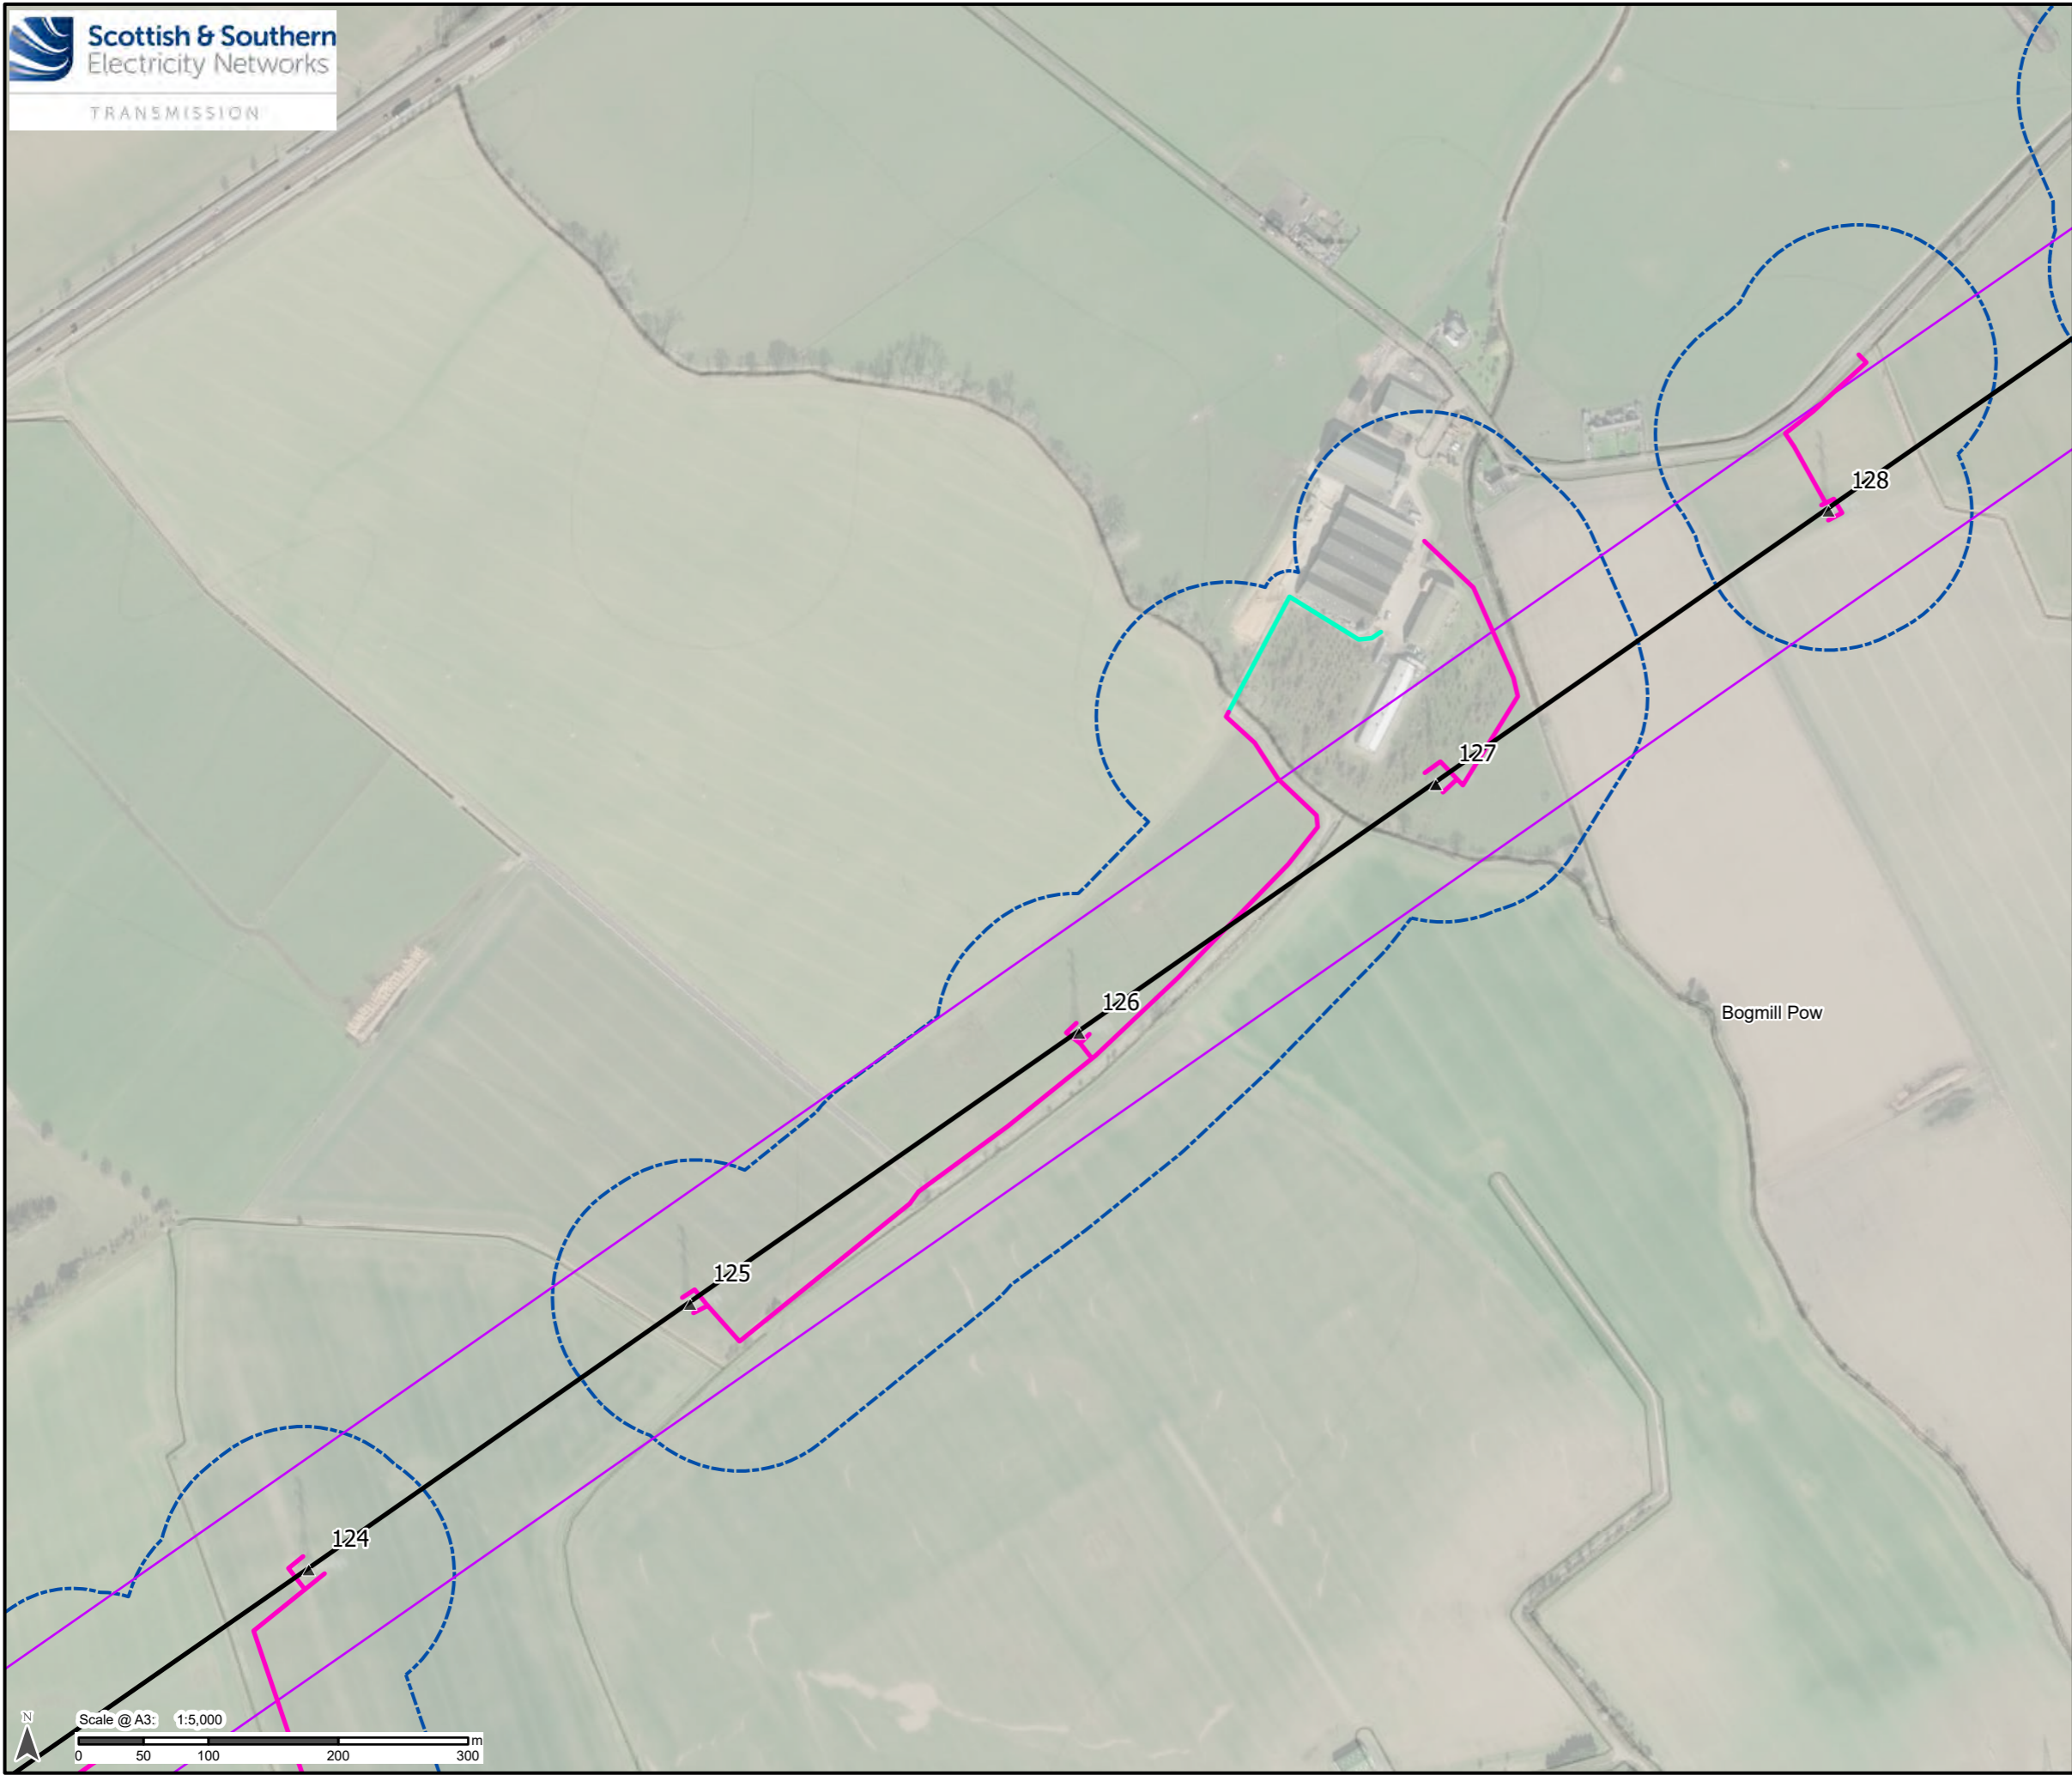 Scottish & Southern
Electricity Networks
TRANSMISSION
128
127
126
Bogmill Pow
125
124
N
Scale @ A3: 1:5,000
m
0 50 100 200 300